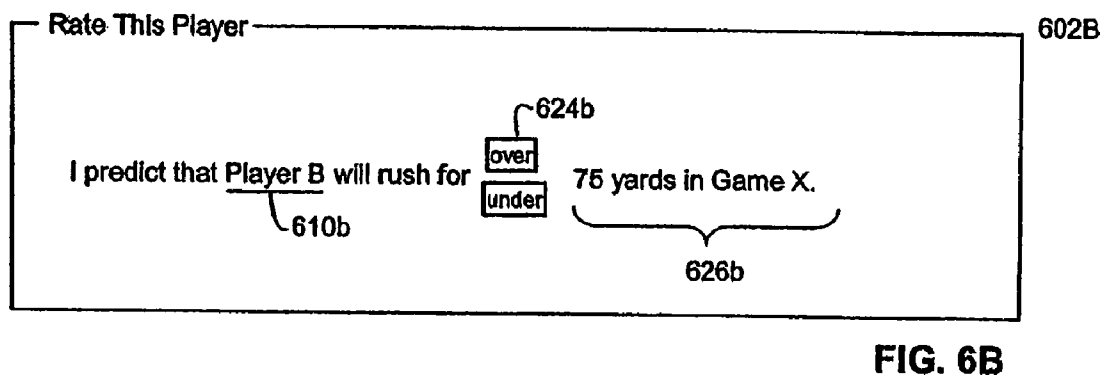 Rate This Player
602B
624b
over
I predict that Player B will rush for
75 yards in Game X.
under
610b
626b
FIG. 6B